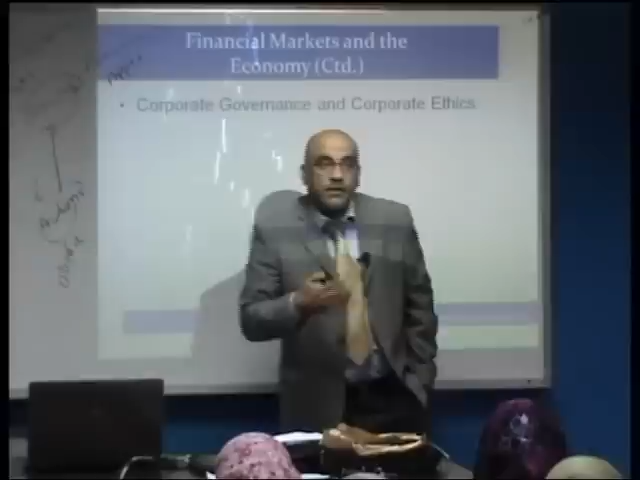 Financial Markets and the
Economy (Ctd.)
• Corporate Governance and Corporate Ethics